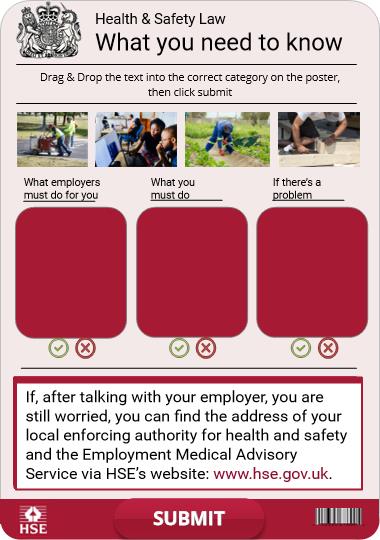 Health & Safety Law
What you need to know
Drag & Drop the text into the correct category on the poster,
then click submit
What employers
must do for you
What you
must do
If there's a
problem
If, after talking with your employer, you are
still worried, you can find the address of your
local enforcing authority for health and safety
and the Employment Medical Advisory
Service via HSE's website: www.hse.gov.uk.
HSE
SUBMIT